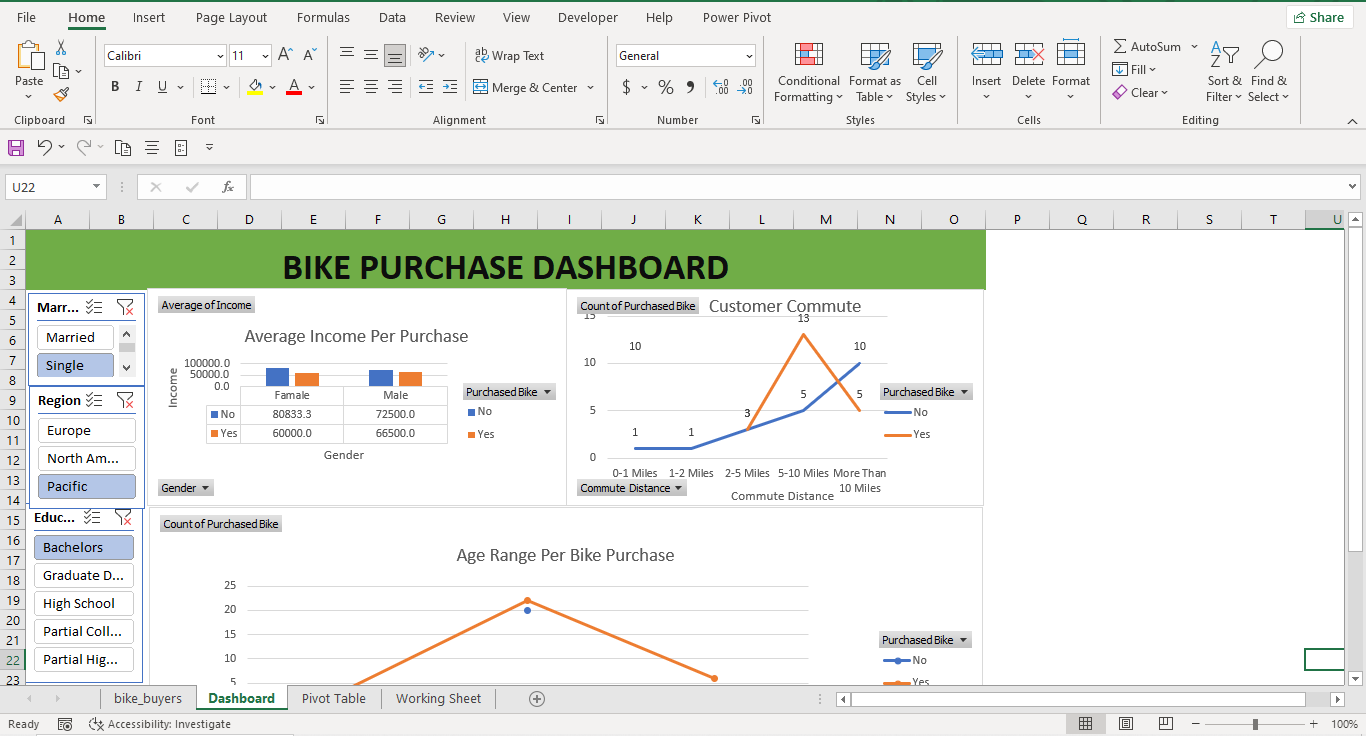 File Home Insert Page Layout Formulas Data Review View Developer Help Power Pivot Share
Paste
Clipboard
Calibri 11 A^ A˅
B I U A
Font
Wrap Text
Merge & Center
Alignment
General
$ % 9 .00 .00
Number
Conditional Formatting
Format as Table
Cell Styles
Styles
Insert Delete Format
Cells
AutoSum
Fill
Clear
Sort & Filter
Find & Select
Editing
U22 fx
A B C D E F G H I J K L M N O P Q R S T U
1
2
3
4
5
6
7
8
9
10
11
12
13
14
15
16
17
18
19
20
21
22
23
BIKE PURCHASE DASHBOARD
Marr...
Married
Single
Region
Europe
North Am...
Pacific
Educ...
Bachelors
Graduate D...
High School
Partial Coll...
Partial Hig...
Average of Income
Average Income Per Purchase
Income
100000.0
50000.0
0.0
Famale Male
No 80833.3 72500.0
Yes 60000.0 66500.0
Gender
Purchased Bike
No
Yes
Gender
Count of Purchased Bike
Customer Commute
15
10
5
0
10
1
1
3
13
5
10
5
0-1 Miles 1-2 Miles 2-5 Miles 5-10 Miles More Than
10 Miles
Commute Distance
Commute Distance
Purchased Bike
No
Yes
Count of Purchased Bike
Age Range Per Bike Purchase
25
20
15
10
5
Purchased Bike
No
Yes
bike_buyers Dashboard Pivot Table Working Sheet
Ready Accessibility: Investigate 100%